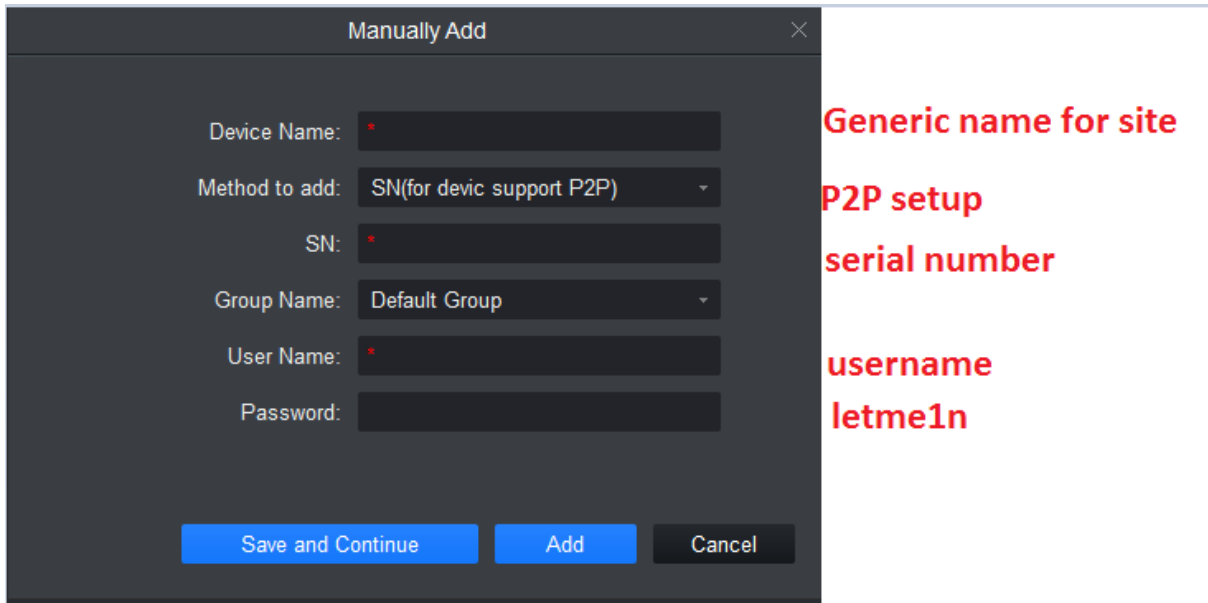 Manually Add
Device Name: * Generic name for site
Method to add: SN(for devic support P2P) P2P setup
SN: * serial number
Group Name: Default Group
User Name: * username
Password: letme1n
Save and Continue Add Cancel